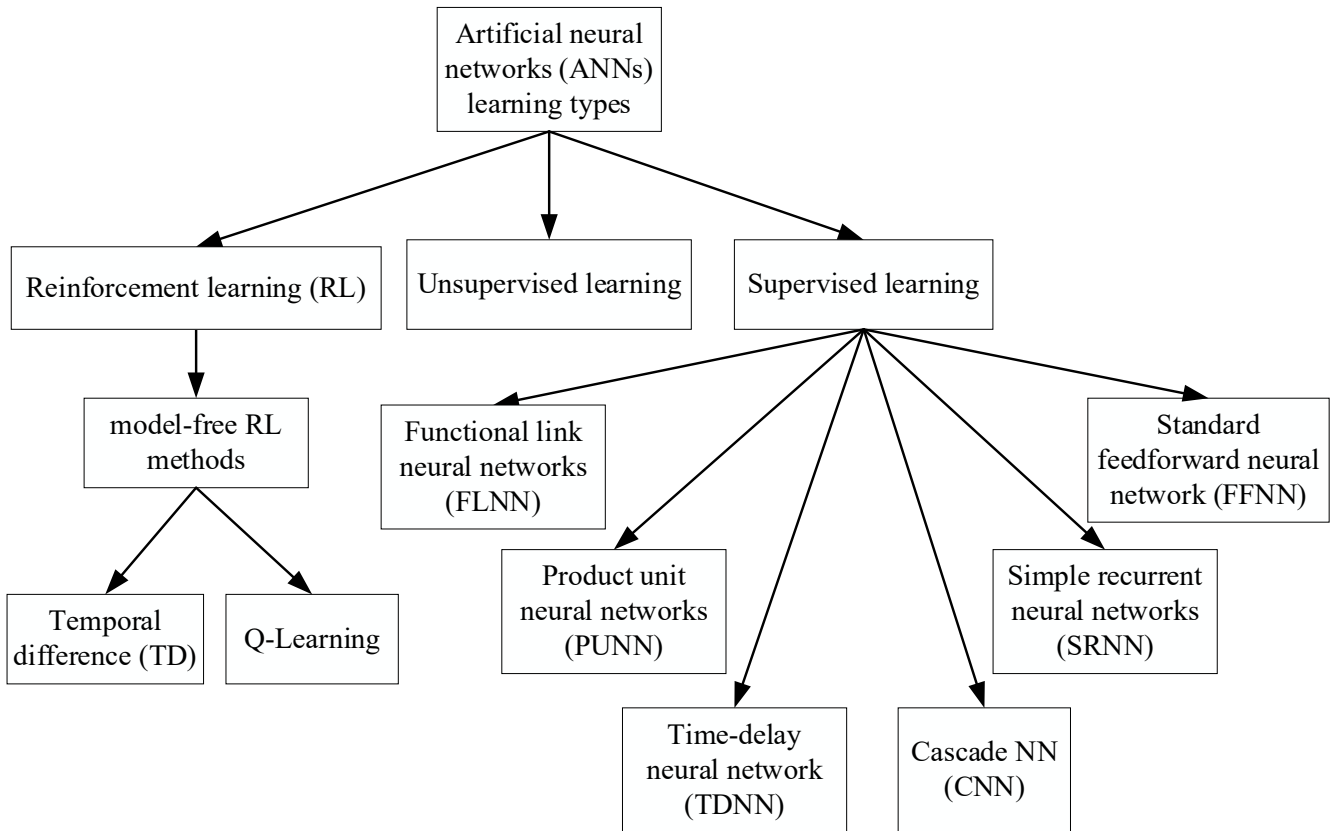 Artificial neural
networks (ANNs)
learning types
Reinforcement learning (RL)
Unsupervised learning
Supervised learning
model-free RL
methods
Temporal
difference (TD)
Q-Learning
Functional link
neural networks
(FLNN)
Product unit
neural networks
(PUNN)
Time-delay
neural network
(TDNN)
Cascade NN
(CNN)
Simple recurrent
neural networks
(SRNN)
Standard
feedforward neural
network (FFNN)